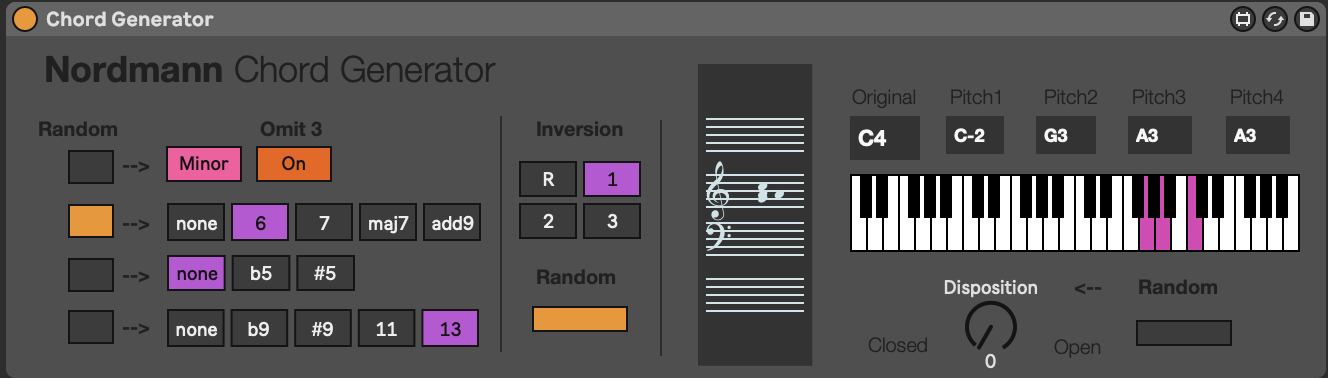 Chord Generator
Nordmann Chord Generator
Random Omit 3 Inversion
--> Minor On
--> none 6 7 maj7 add9
--> none b5 #5
--> none b9 #9 11 13
R 1
2 3
Random
Original Pitch1 Pitch2 Pitch3 Pitch4
C4 C-2 G3 A3 A3
Disposition <-- Random
Closed 0 Open